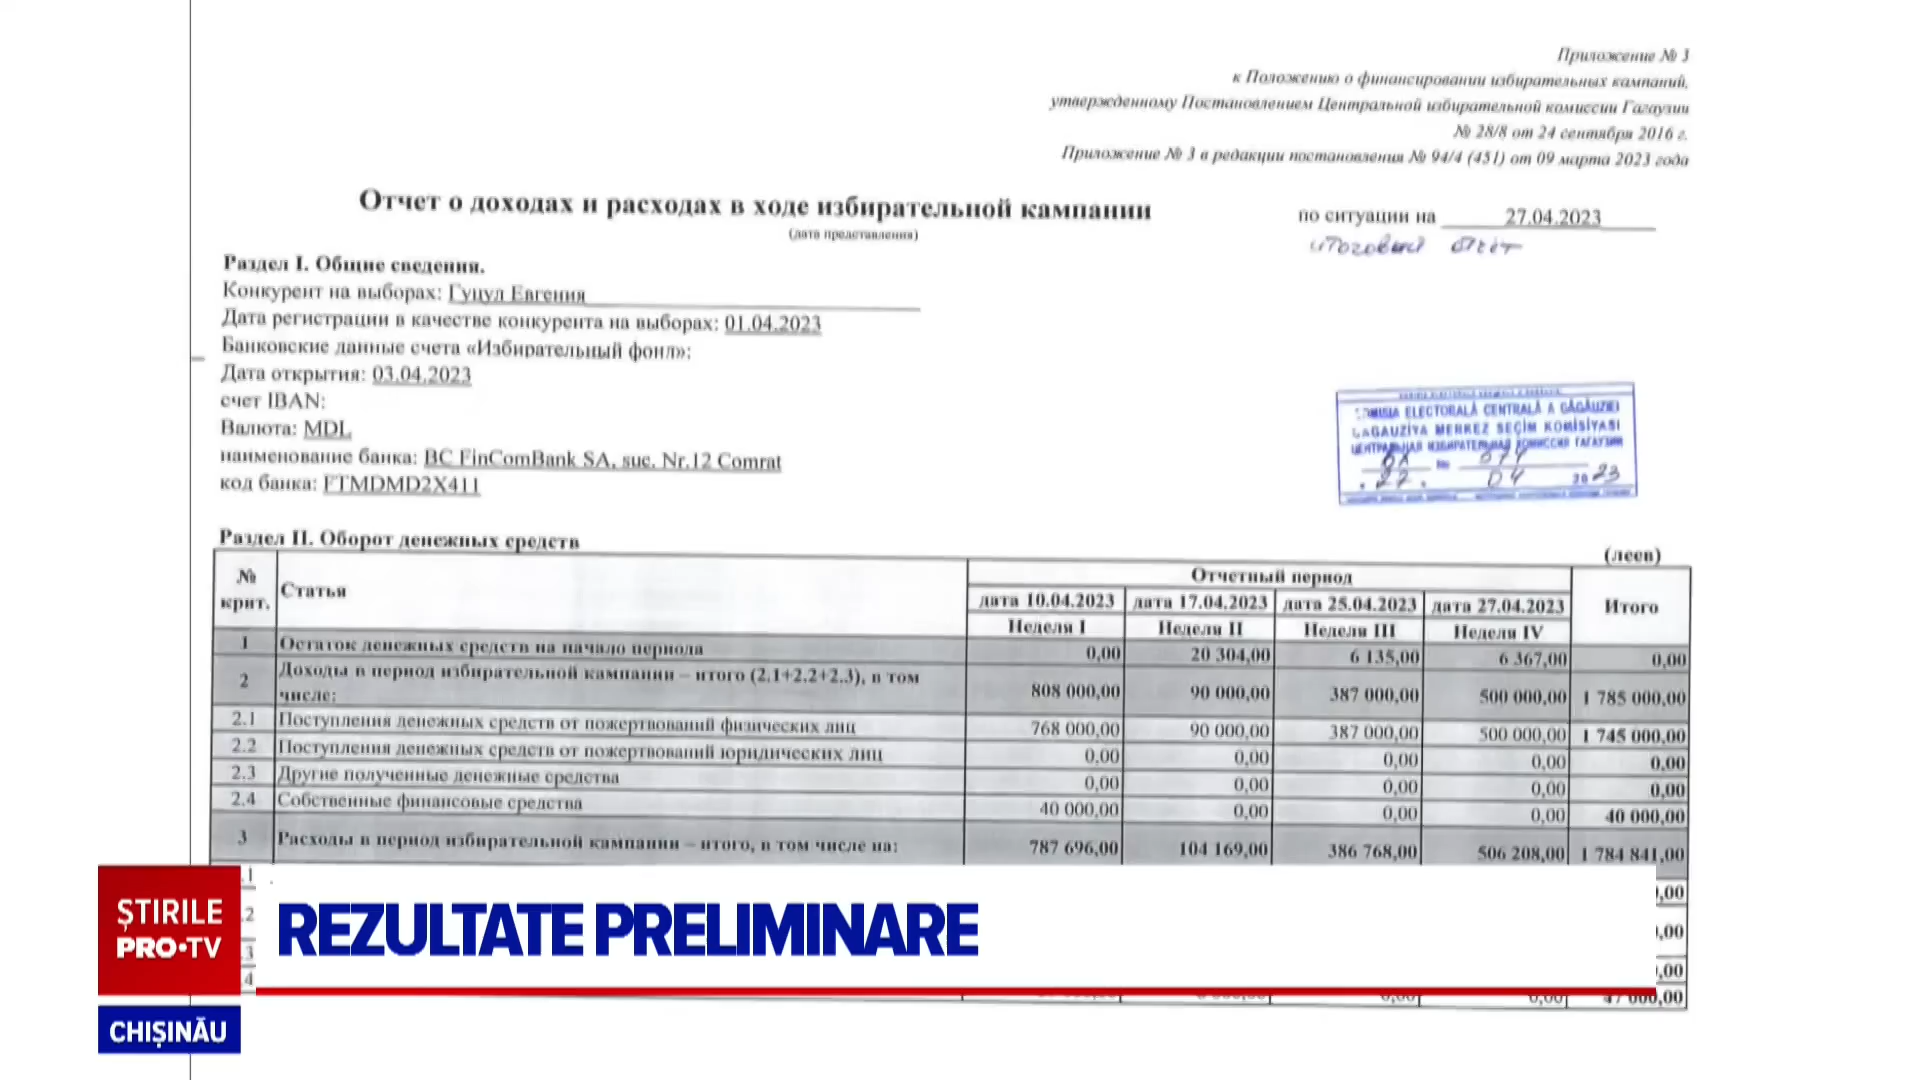 Приложение № 3
к Положению о финансировании избирательных кампаний,
утвержденному Постановлением Центральной избирательной комиссии Гагаузии
№ 28/8 от 24 сентября 2016 г.
Приложение № 3 в редакции постановления № 94/4 (451) от 09 марта 2023 года
Отчет о доходах и расходах в ходе избирательной кампании
по ситуации на 27.04.2023
(дата представления)
итоговый отчёт
Раздел I. Общие сведения.
Конкурент на выборах: Гуцул Евгения
Дата регистрации в качестве конкурента на выборах: 01.04.2023
Банковские данные счета «Избирательный фонд»:
Дата открытия: 03.04.2023
счет IBAN:
Валюта: MDL
наименование банка: BC FinComBank SA, suc. Nr.12 Comrat
код банка: FTMDMD2X411
COMISIA ELECTORALĂ CENTRALĂ A GĂGĂUZIEI
GAGAUZİYA MERKEZ SEÇİM KOMİSİYASI
ЦЕНТРАЛЬНАЯ ИЗБИРАТЕЛЬНАЯ КОМИССИЯ ГАГАУЗИИ
№
27. 04 2023
Раздел II. Оборот денежных средств
(леев)
№ крит. Статья Отчетный период Итого
дата 10.04.2023 дата 17.04.2023 дата 25.04.2023 дата 27.04.2023
Неделя I Неделя II Неделя III Неделя IV
1 Остаток денежных средств на начало периода 0,00 20 304,00 6 135,00 6 367,00 0,00
2 Доходы в период избирательной кампании – итого (2.1+2.2+2.3), в том
числе: 808 000,00 90 000,00 387 000,00 500 000,00 1 785 000,00
2.1 Поступления денежных средств от пожертвований физических лиц 768 000,00 90 000,00 387 000,00 500 000,00 1 745 000,00
2.2 Поступления денежных средств от пожертвований юридических лиц 0,00 0,00 0,00 0,00 0,00
2.3 Другие полученные денежные средства 0,00 0,00 0,00 0,00 0,00
2.4 Собственные финансовые средства 40 000,00 0,00 0,00 0,00 40 000,00
3 Расходы в период избирательной кампании – итого, в том числе на: 787 696,00 104 169,00 386 768,00 506 208,00 1 784 841,00
ȘTIRILE
PRO•TV
REZULTATE PRELIMINARE
CHIȘINĂU